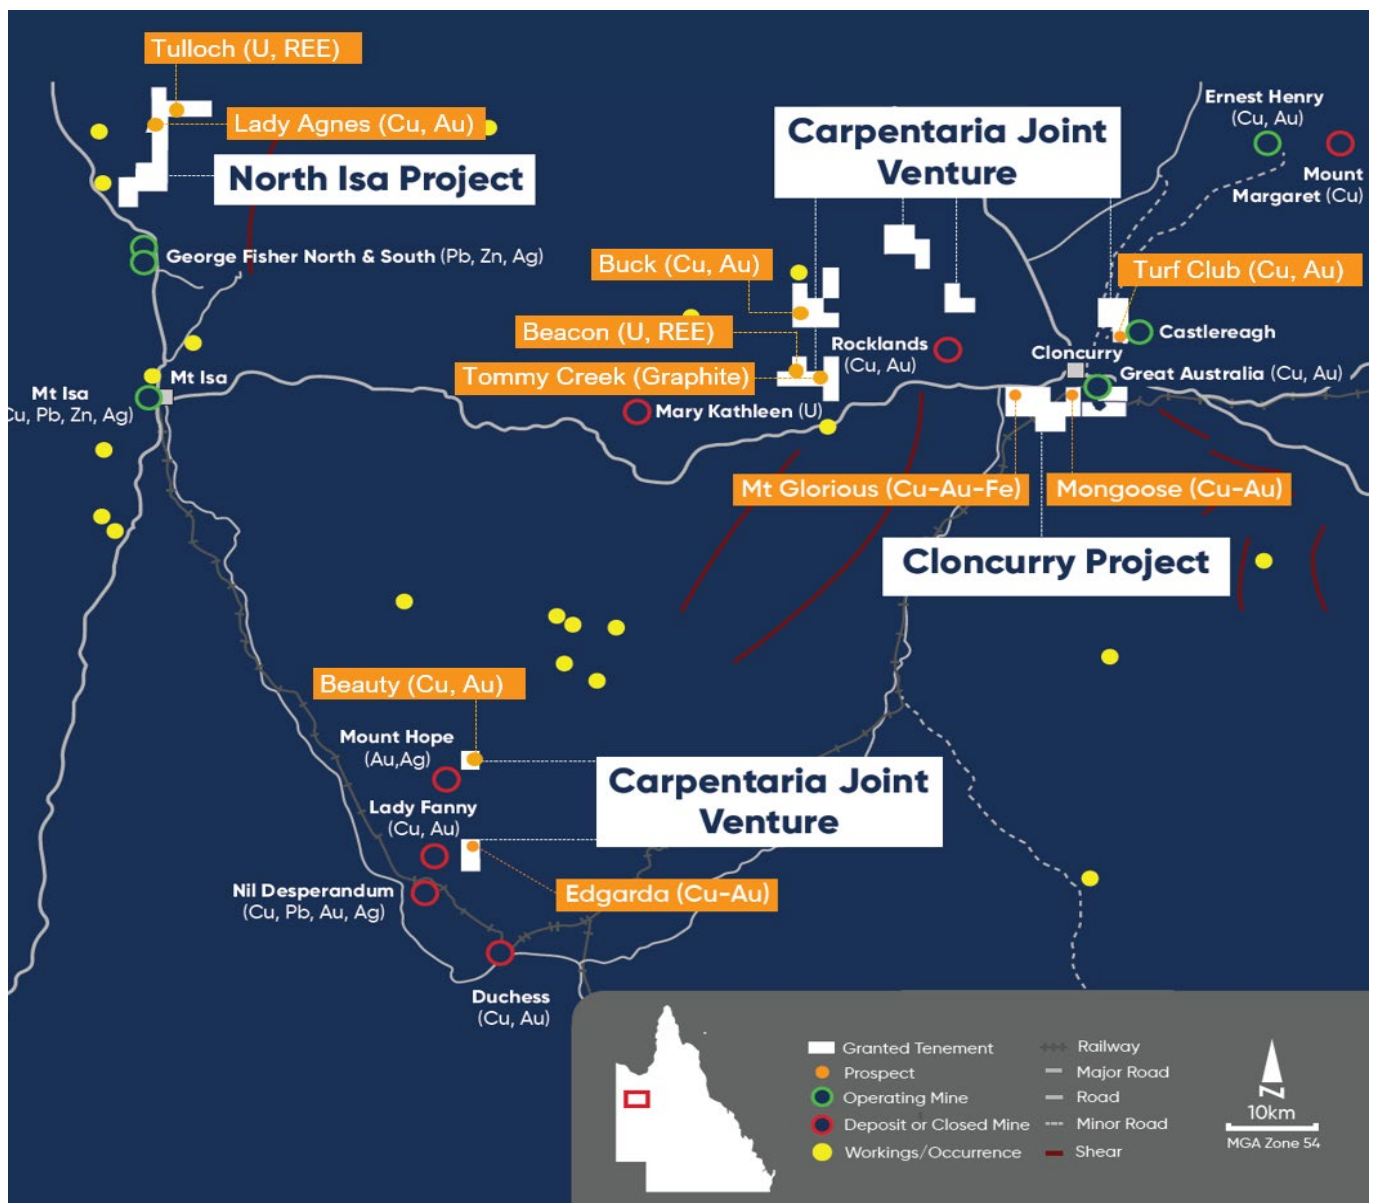 Tulloch (U, REE)
Lady Agnes (Cu, Au)
North Isa Project
George Fisher North & South (Pb, Zn, Ag)
Mt Isa
Mt Isa
Cu, Pb, Zn, Ag)
Carpentaria Joint
Venture
Ernest Henry
(Cu, Au)
Mount
Margaret (Cu)
Buck (Cu, Au)
Turf Club (Cu, Au)
Beacon (U, REE)
Rocklands
(Cu, Au)
Castlereagh
Cloncurry
Tommy Creek (Graphite)
Great Australia (Cu, Au)
Mary Kathleen (U)
Mt Glorious (Cu-Au-Fe)
Mongoose (Cu-Au)
Cloncurry Project
Beauty (Cu, Au)
Mount Hope
(Au,Ag)
Carpentaria Joint
Venture
Lady Fanny
(Cu, Au)
Nil Desperandum
(Cu, Pb, Au, Ag)
Edgarda (Cu-Au)
Duchess
(Cu, Au)
Granted Tenement
Prospect
Operating Mine
Deposit or Closed Mine
Workings/Occurrence
Railway
Major Road
Road
Minor Road
Shear
N
10km
MGA Zone 54